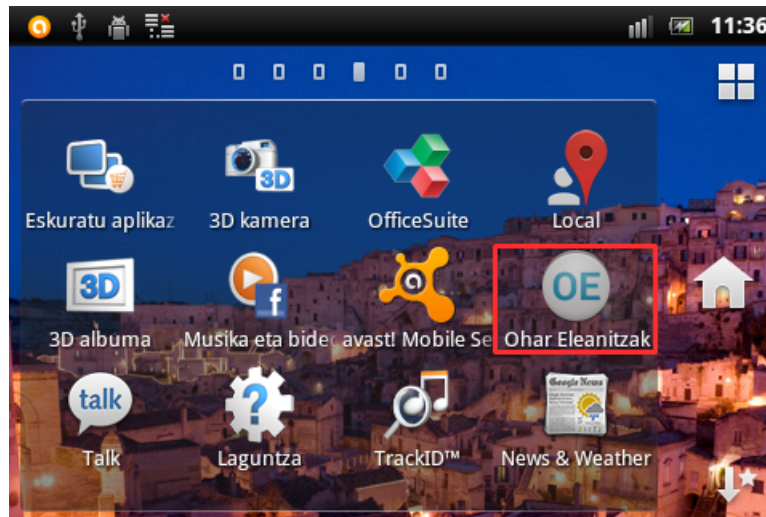 11:36
Eskuratu aplikaz
3D
3D kamera
OfficeSuite
Local
3D
f
a
OE
3D albuma
Musika eta bidec
avast! Mobile Se
Ohar Eleanitzak
talk
?
Google News
Talk
Laguntza
TrackID™
News & Weather